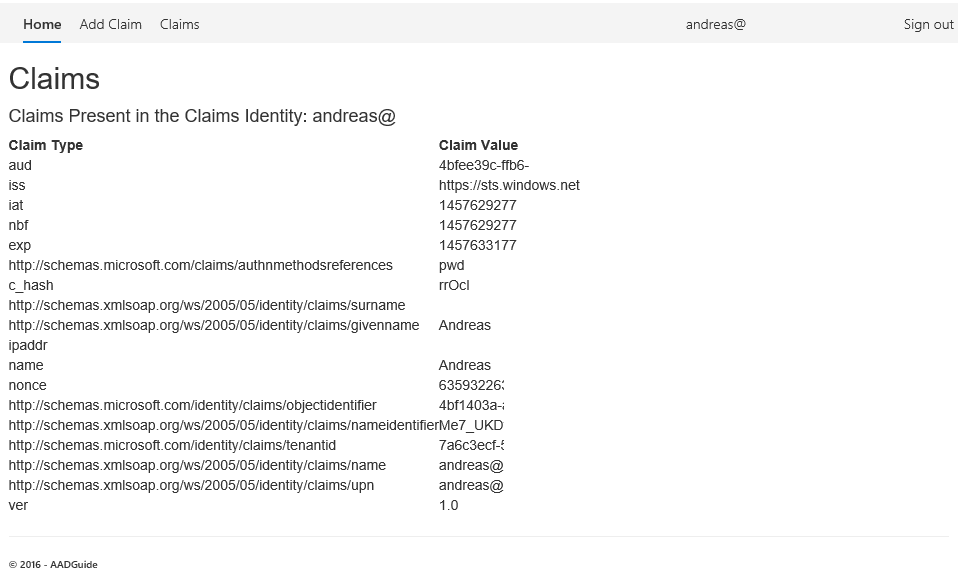 Home Add Claim Claims andreas@ Sign out
Claims
Claims Present in the Claims Identity: andreas@
Claim Type Claim Value
aud 4bfee39c-ffb6-
iss https://sts.windows.net
iat 1457629277
nbf 1457629277
exp 1457633177
http://schemas.microsoft.com/claims/authnmethodsreferences pwd
c_hash rrOcl
http://schemas.xmlsoap.org/ws/2005/05/identity/claims/surname
http://schemas.xmlsoap.org/ws/2005/05/identity/claims/givenname Andreas
ipaddr
name Andreas
nonce 63593226
http://schemas.microsoft.com/identity/claims/objectidentifier 4bf1403a-
http://schemas.xmlsoap.org/ws/2005/05/identity/claims/nameidentifier Me7_UKD
http://schemas.microsoft.com/identity/claims/tenantid 7a6c3ecf-
http://schemas.xmlsoap.org/ws/2005/05/identity/claims/name andreas@
http://schemas.xmlsoap.org/ws/2005/05/identity/claims/upn andreas@
ver 1.0
© 2016 - AADGuide